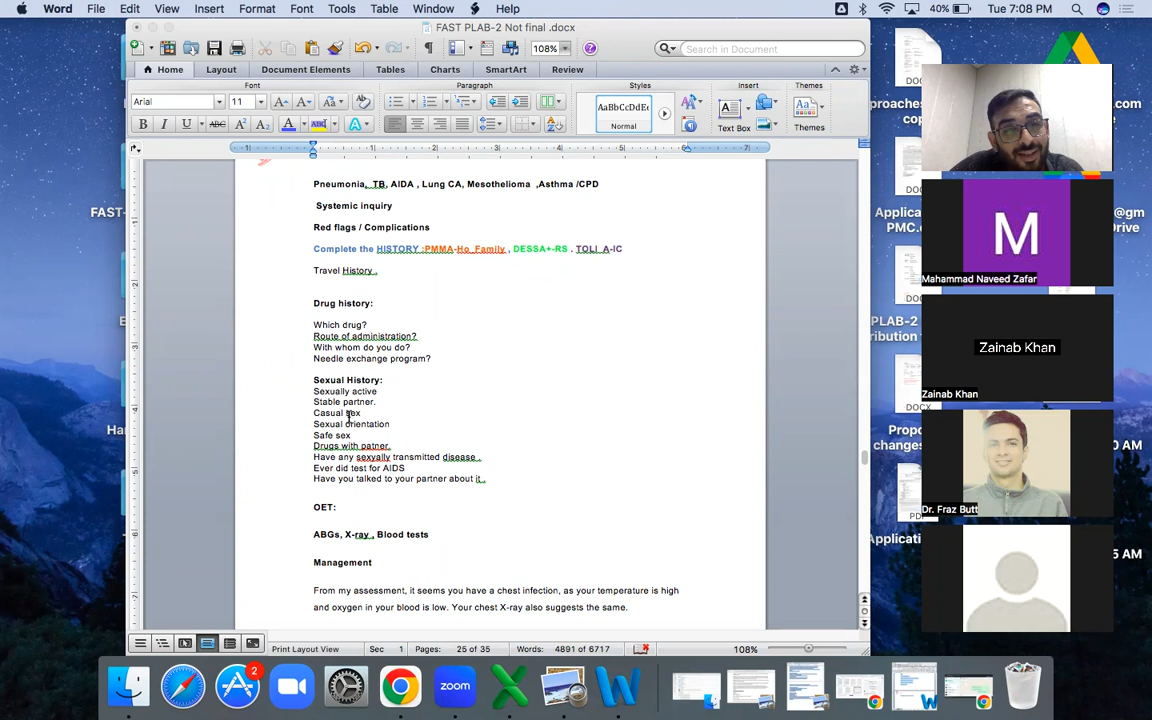 Word File Edit View Insert Format Font Tools Table Window Help
40% Tue 7:08 PM
FAST PLAB-2 Not final .docx
108%
Search in Document
Home Layout Document Elements Tables Charts SmartArt Review
Font Paragraph Styles Insert Themes
Arial 11
B I U ABC
Normal Text Box Themes
Pneumonia, TB, AIDA , Lung CA, Mesothelioma ,Asthma /CPD
Systemic inquiry
Red flags / Complications
Complete the HISTORY :PMMA-Ho_Family , DESSA+-RS . TOLI_A-IC
Travel History .
Drug history:
Which drug?
Route of administration?
With whom do you do?
Needle exchange program?
Sexual History:
Sexually active
Stable partner.
Casual sex
Sexual orientation
Safe sex
Drugs with patner.
Have any sexyally transmitted disease .
Ever did test for AIDS
Have you talked to your partner about it .
OET:
ABGs, X-ray , Blood tests
Management
From my assessment, it seems you have a chest infection, as your temperature is high
and oxygen in your blood is low. Your chest X-ray also suggests the same.
Print Layout View Sec 1 Pages: 25 of 35 Words: 4891 of 6717 108%
M
Mahammad Naveed Zafar
Zainab Khan
Zainab Khan
Dr. Fraz Butt
FAST-
DOCX
2
zoom